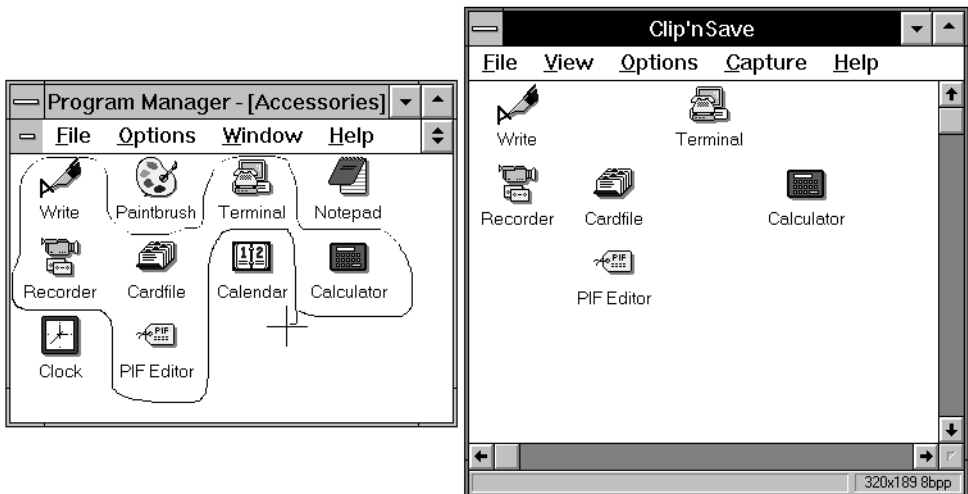 Program Manager - [Accessories]
File Options Window Help
Write Paintbrush Terminal Notepad
Recorder Cardfile Calendar Calculator
Clock PIF Editor
Clip'nSave
File View Options Capture Help
Write Terminal
Recorder Cardfile Calculator
PIF Editor
320x189 8bpp